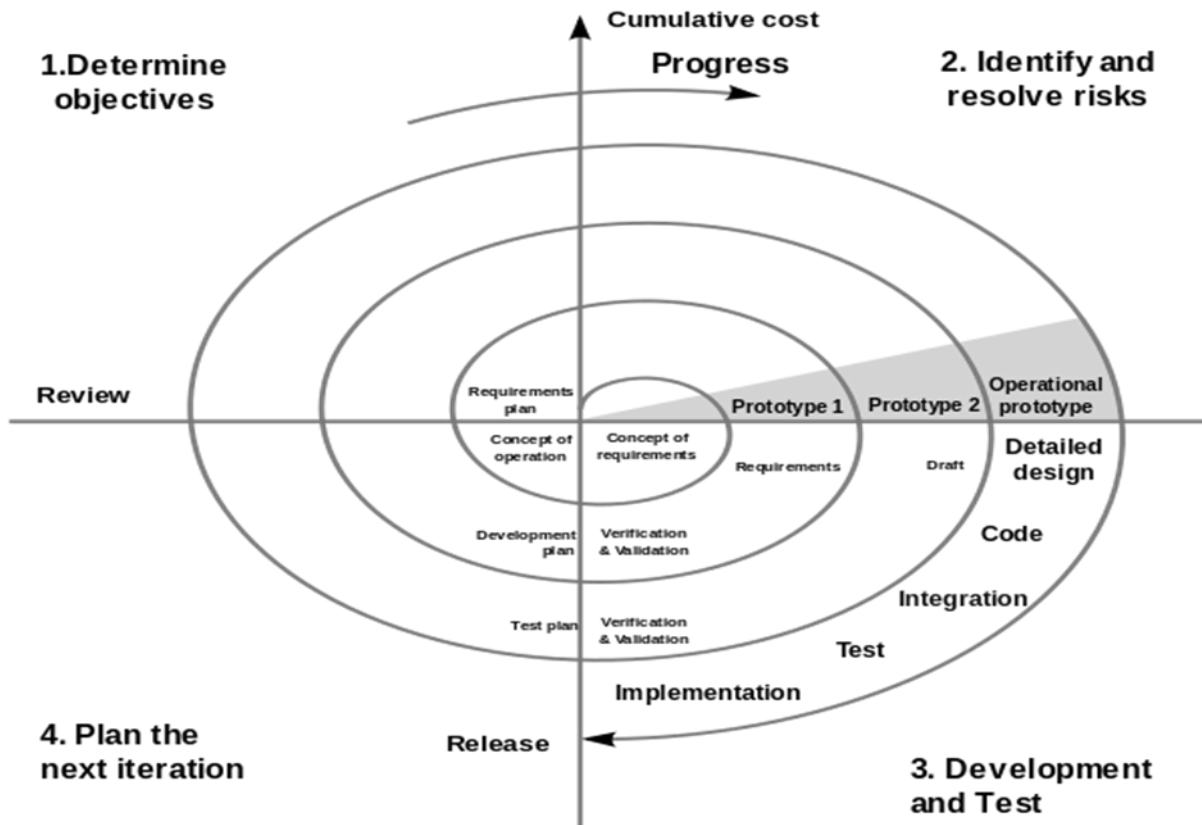 Cumulative cost
1.Determine
objectives
Progress
2. Identify and
resolve risks
Review
Requirements
plan
Prototype 1
Prototype 2
Operational
prototype
Concept of
operation
Concept of
requirements
Requirements
Draft
Detailed
design
Development
plan
Verification
& Validation
Code
Integration
Test plan
Verification
& Validation
Test
Implementation
4. Plan the
next iteration
Release
3. Development
and Test